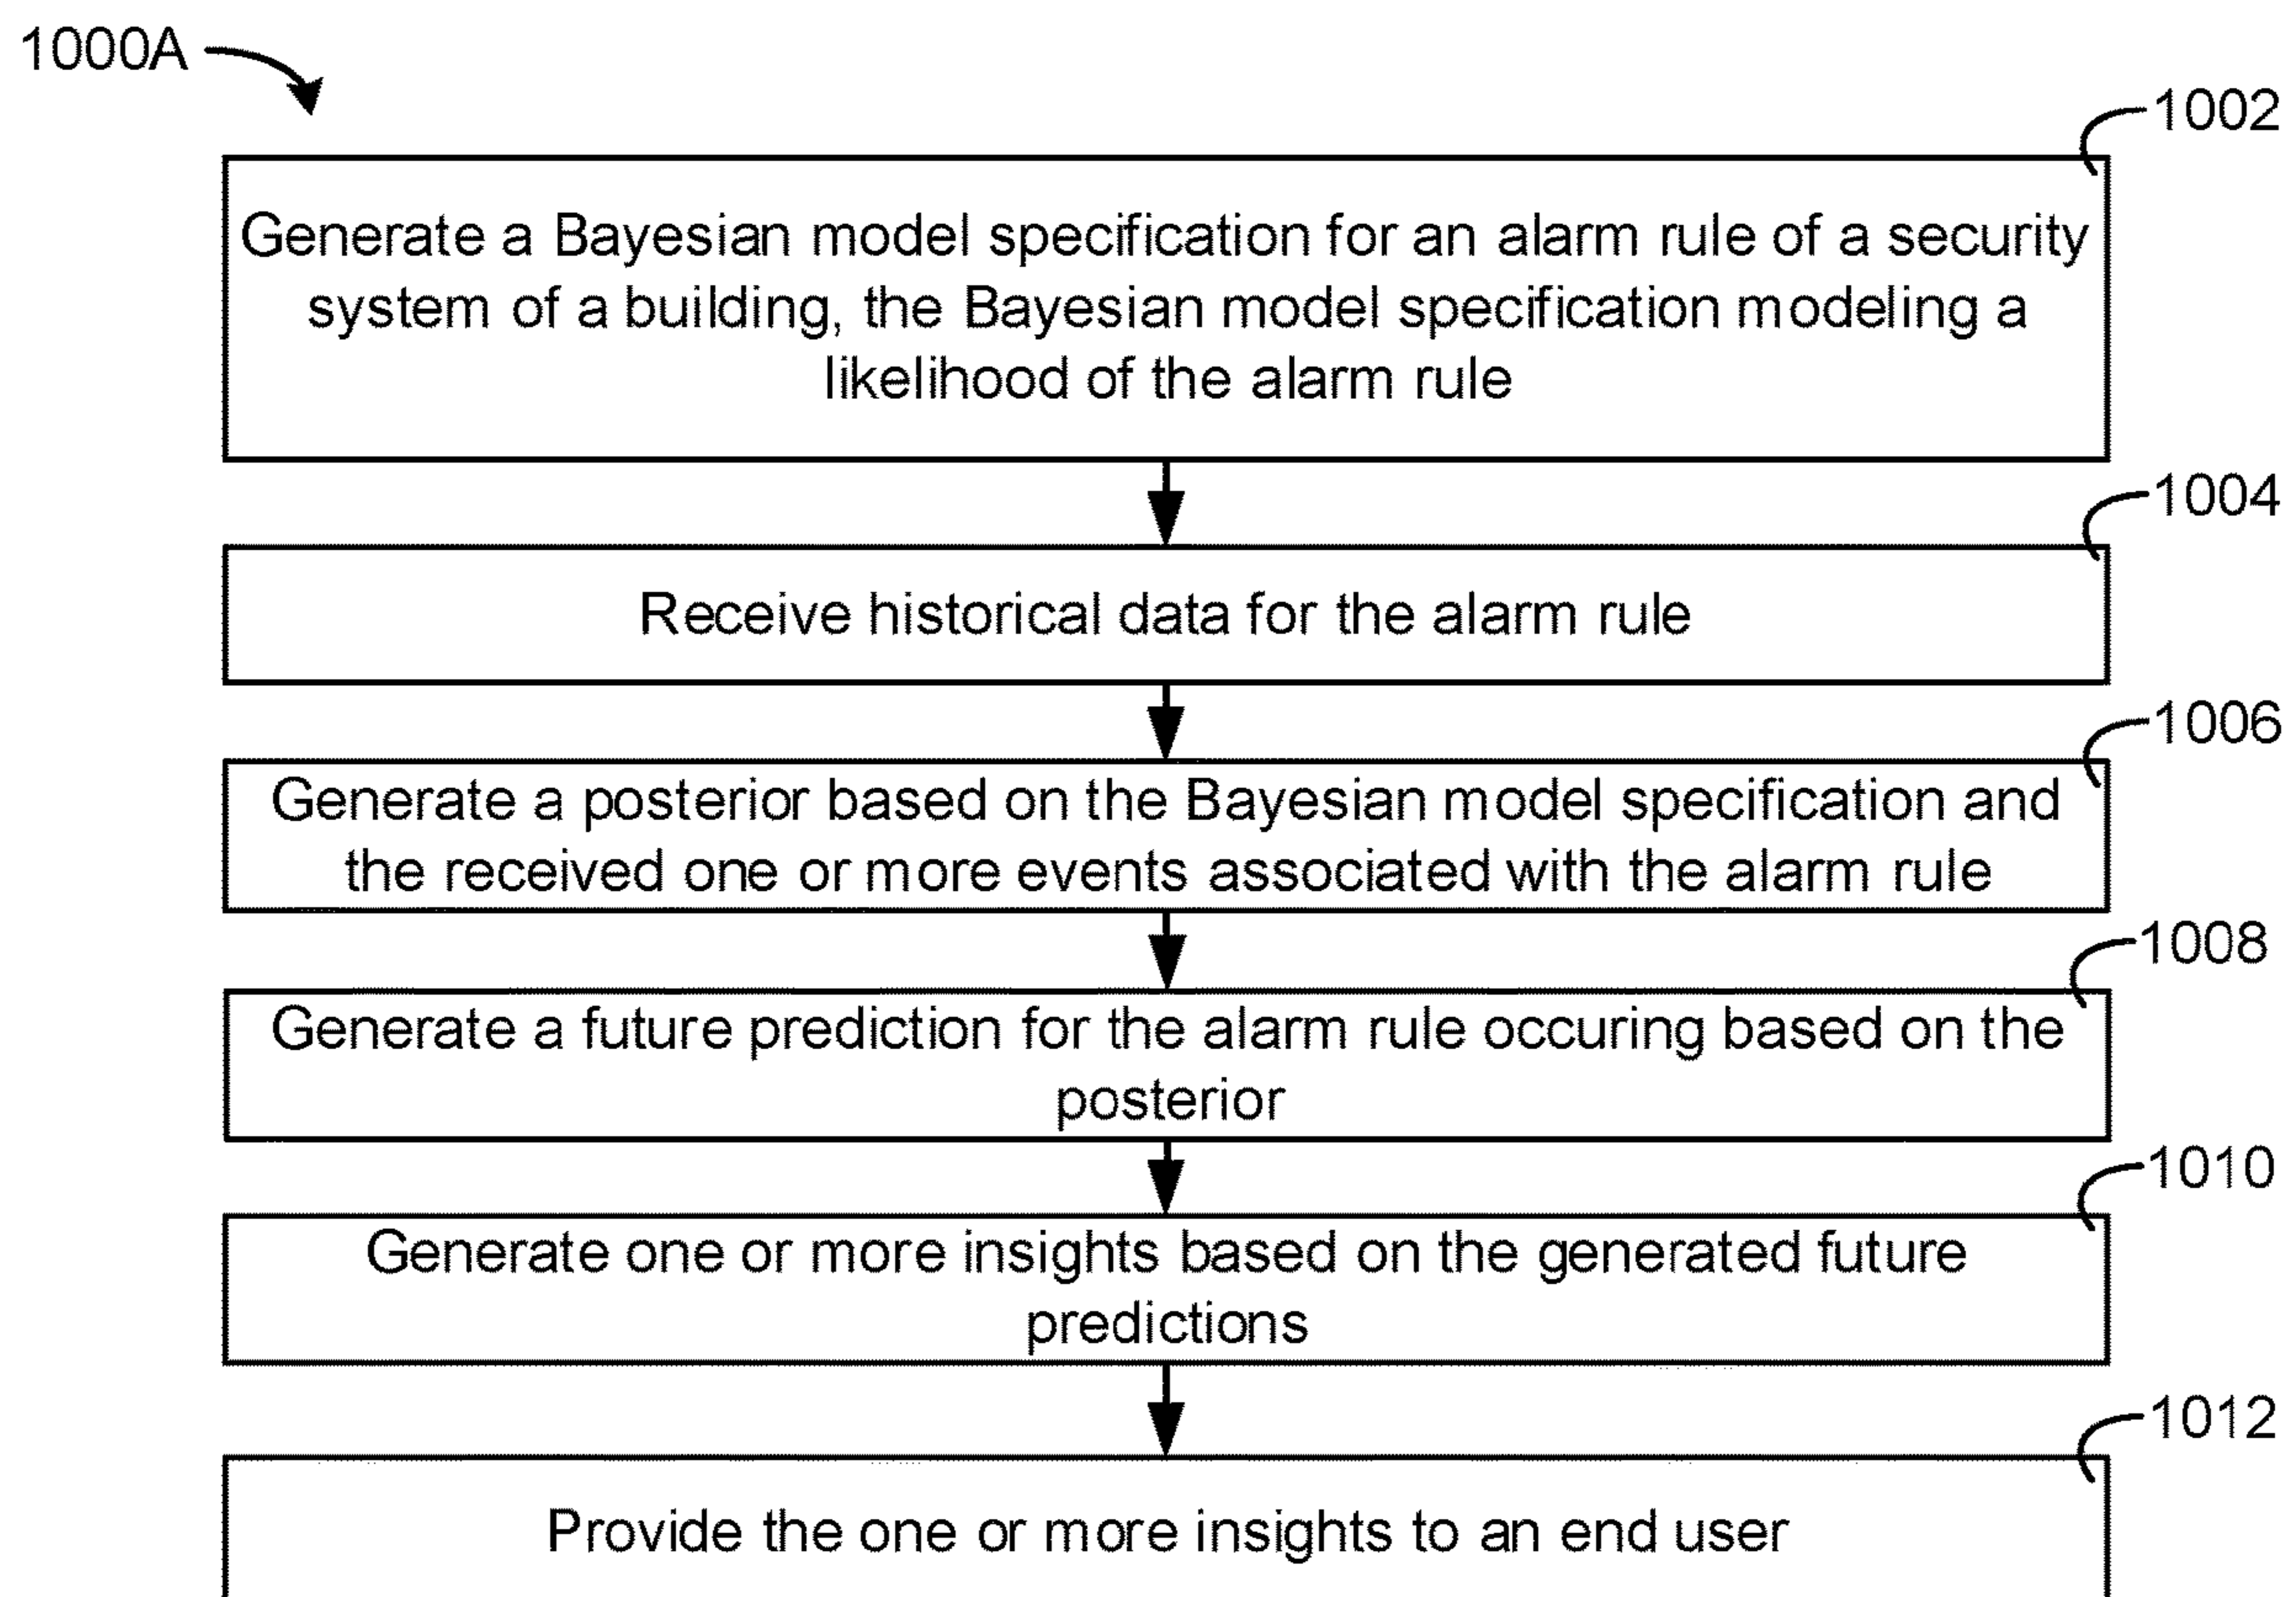 1000A
1002
Generate a Bayesian model specification for an alarm rule of a security
system of a building, the Bayesian model specification modeling a
likelihood of the alarm rule
1004
Receive historical data for the alarm rule
1006
Generate a posterior based on the Bayesian model specification and
the received one or more events associated with the alarm rule
1008
Generate a future prediction for the alarm rule occuring based on the
posterior
1010
Generate one or more insights based on the generated future
predictions
1012
Provide the one or more insights to an end user